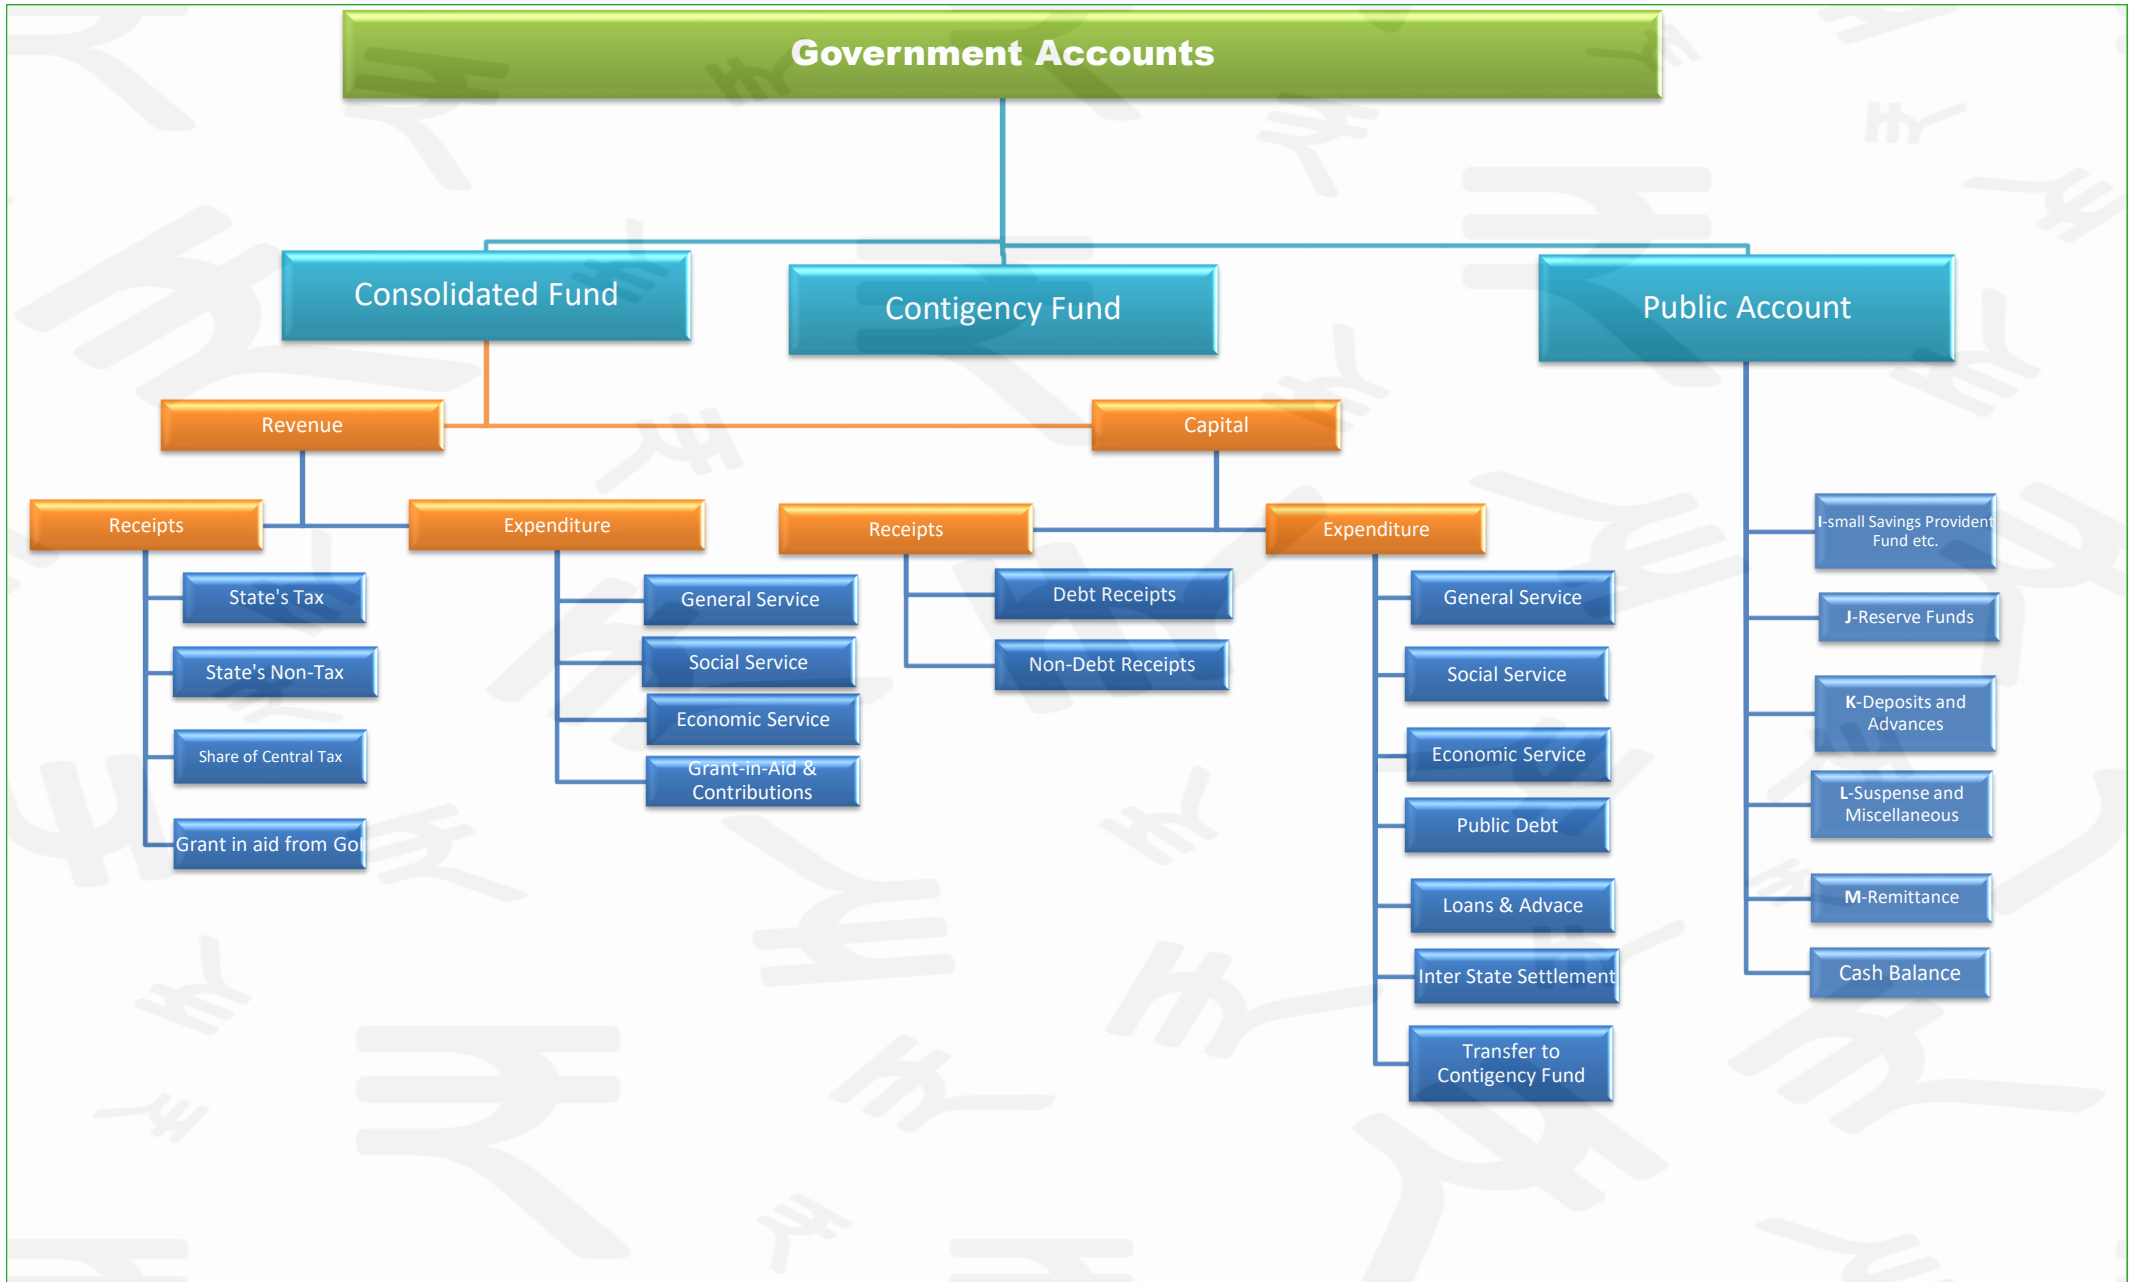 Government Accounts
Consolidated Fund
Contigency Fund
Public Account
Revenue
Capital
Receipts
Expenditure
Receipts
Expenditure
State's Tax
State's Non-Tax
Share of Central Tax
Grant in aid from GoI
General Service
Social Service
Economic Service
Grant-in-Aid &
Contributions
Debt Receipts
Non-Debt Receipts
General Service
Social Service
Economic Service
Public Debt
Loans & Advace
Inter State Settlement
Transfer to
Contigency Fund
I-small Savings Provident
Fund etc.
J-Reserve Funds
K-Deposits and
Advances
L-Suspense and
Miscellaneous
M-Remittance
Cash Balance